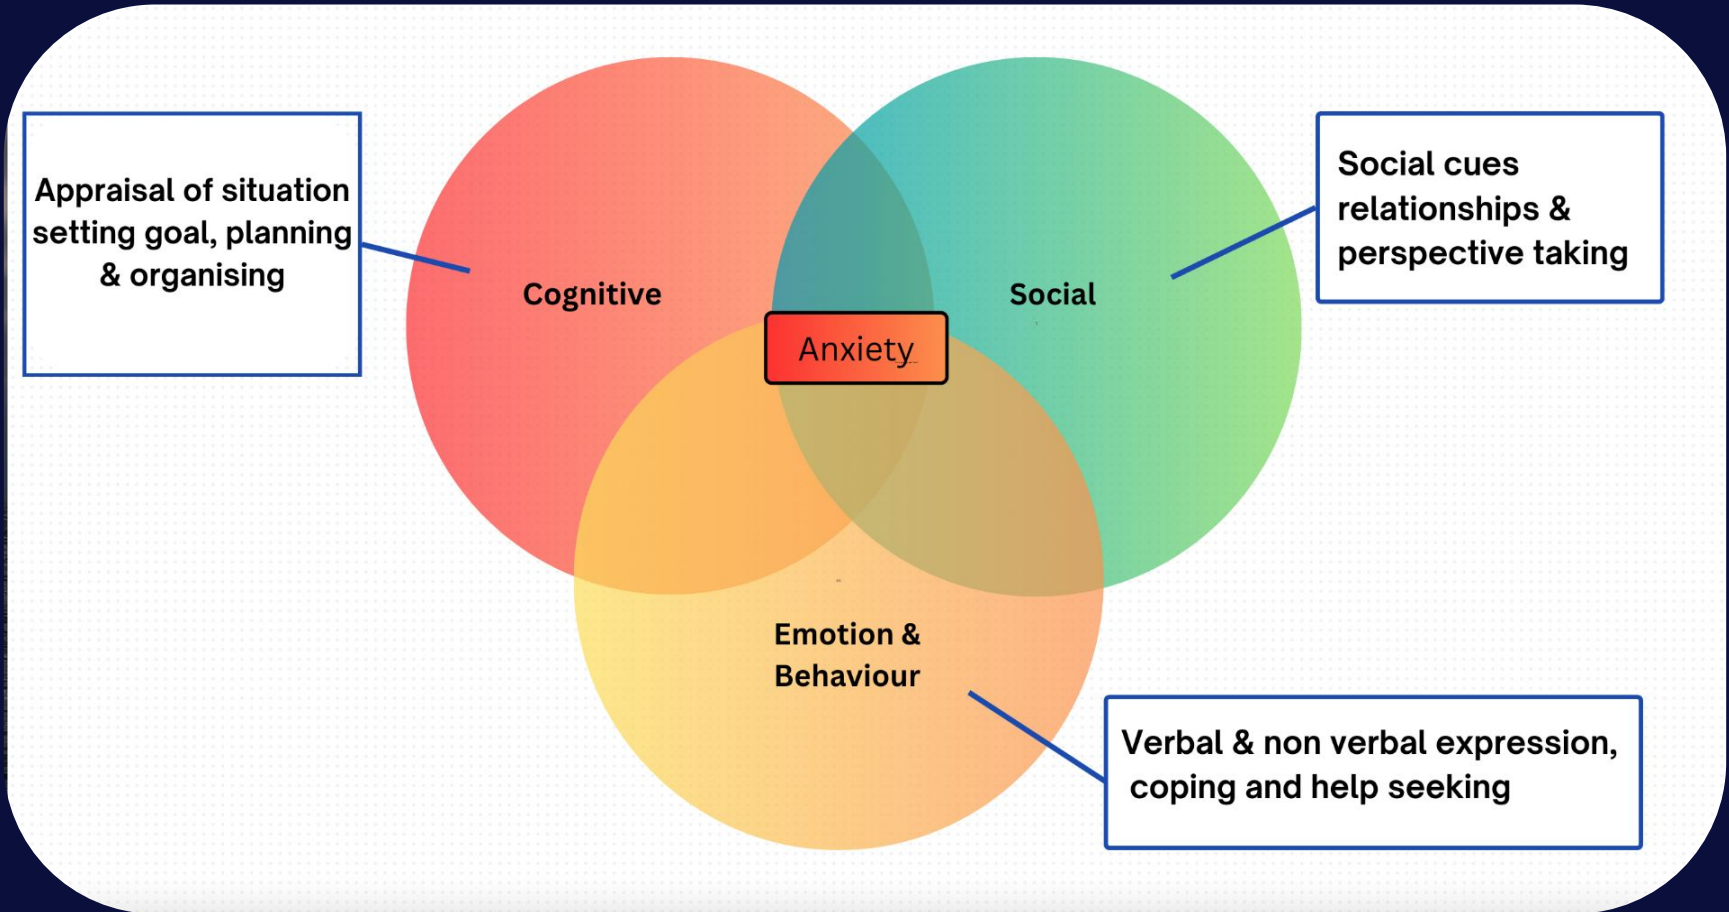 Appraisal of situation
setting goal, planning
& organising
Cognitive
Social
Social cues
relationships &
perspective taking
Anxiety
Emotion &
Behaviour
Verbal & non verbal expression,
coping and help seeking